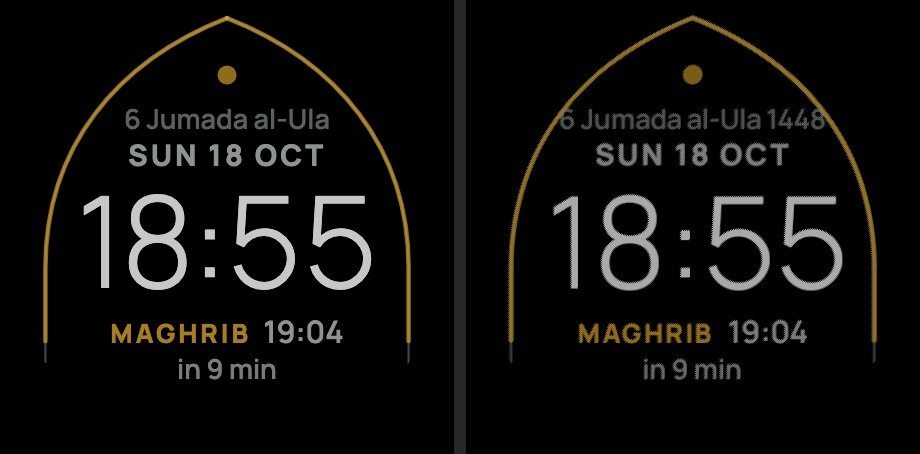 6 Jumada al-Ula
SUN 18 OCT
18:55
MAGHRIB 19:04
in 9 min
6 Jumada al-Ula 1448
SUN 18 OCT
18:55
MAGHRIB 19:04
in 9 min